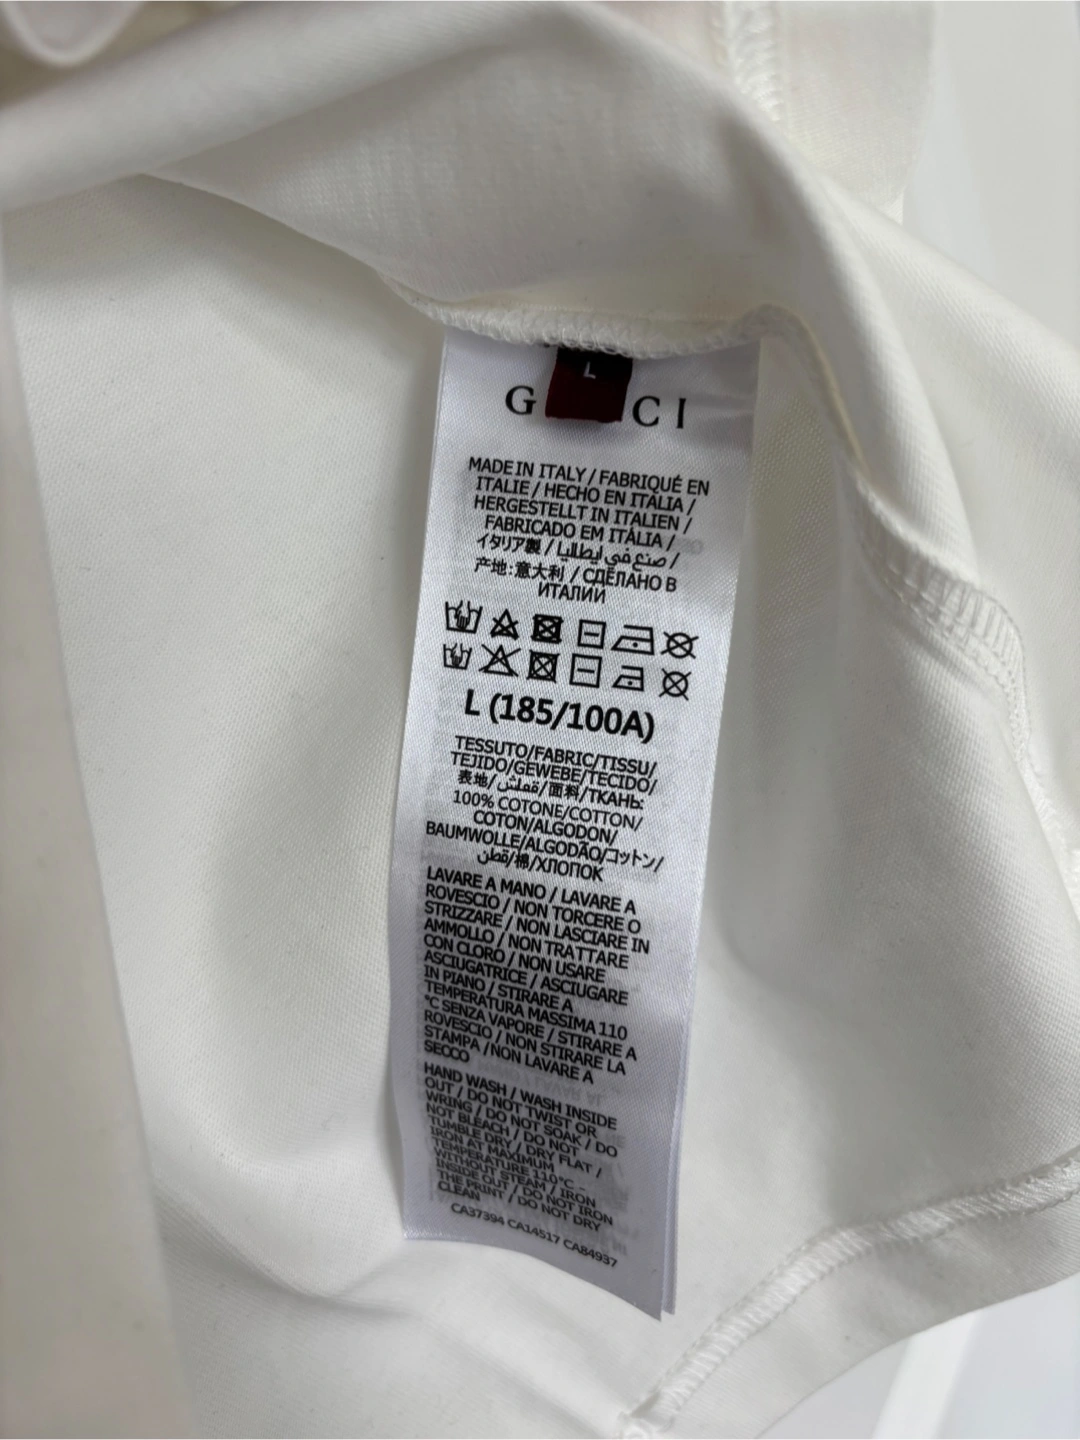 L
G CI
MADE IN ITALY / FABRIQUÉ EN
ITALIE / HECHO EN ITALIA /
HERGESTELLT IN ITALIEN /
FABRICADO EM ITÁLIA /
イタリア製 / صنع في إيطاليا /
产地:意大利 / СДЕЛАНО В
ИТАЛИИ
L (185/100A)
TESSUTO/FABRIC/TISSU/
TEJIDO/GEWEBE/TECIDO/
表地/قماش/面料/ТКАНЬ:
100% COTONE/COTTON/
COTON/ALGODON/
BAUMWOLLE/ALGODÃO/コットン/
قطن/棉/ХЛОПОК
LAVARE A MANO / LAVARE A
ROVESCIO / NON TORCERE O
STRIZZARE / NON LASCIARE IN
AMMOLLO / NON TRATTARE
CON CLORO / NON USARE
ASCIUGATRICE / ASCIUGARE
IN PIANO / STIRARE A
TEMPERATURA MASSIMA 110
°C SENZA VAPORE / STIRARE A
ROVESCIO / NON STIRARE LA
STAMPA /NON LAVARE A
SECCO
HAND WASH / WASH INSIDE
OUT / DO NOT TWIST OR
WRING / DO NOT SOAK / DO
NOT BLEACH / DO NOT
TUMBLE DRY / DRY FLAT /
IRON AT MAXIMUM
TEMPERATURE 110°C –
WITHOUT STEAM / IRON
INSIDE OUT / DO NOT IRON
THE PRINT / DO NOT DRY
CLEAN
CA37394 CA14517 CA84937